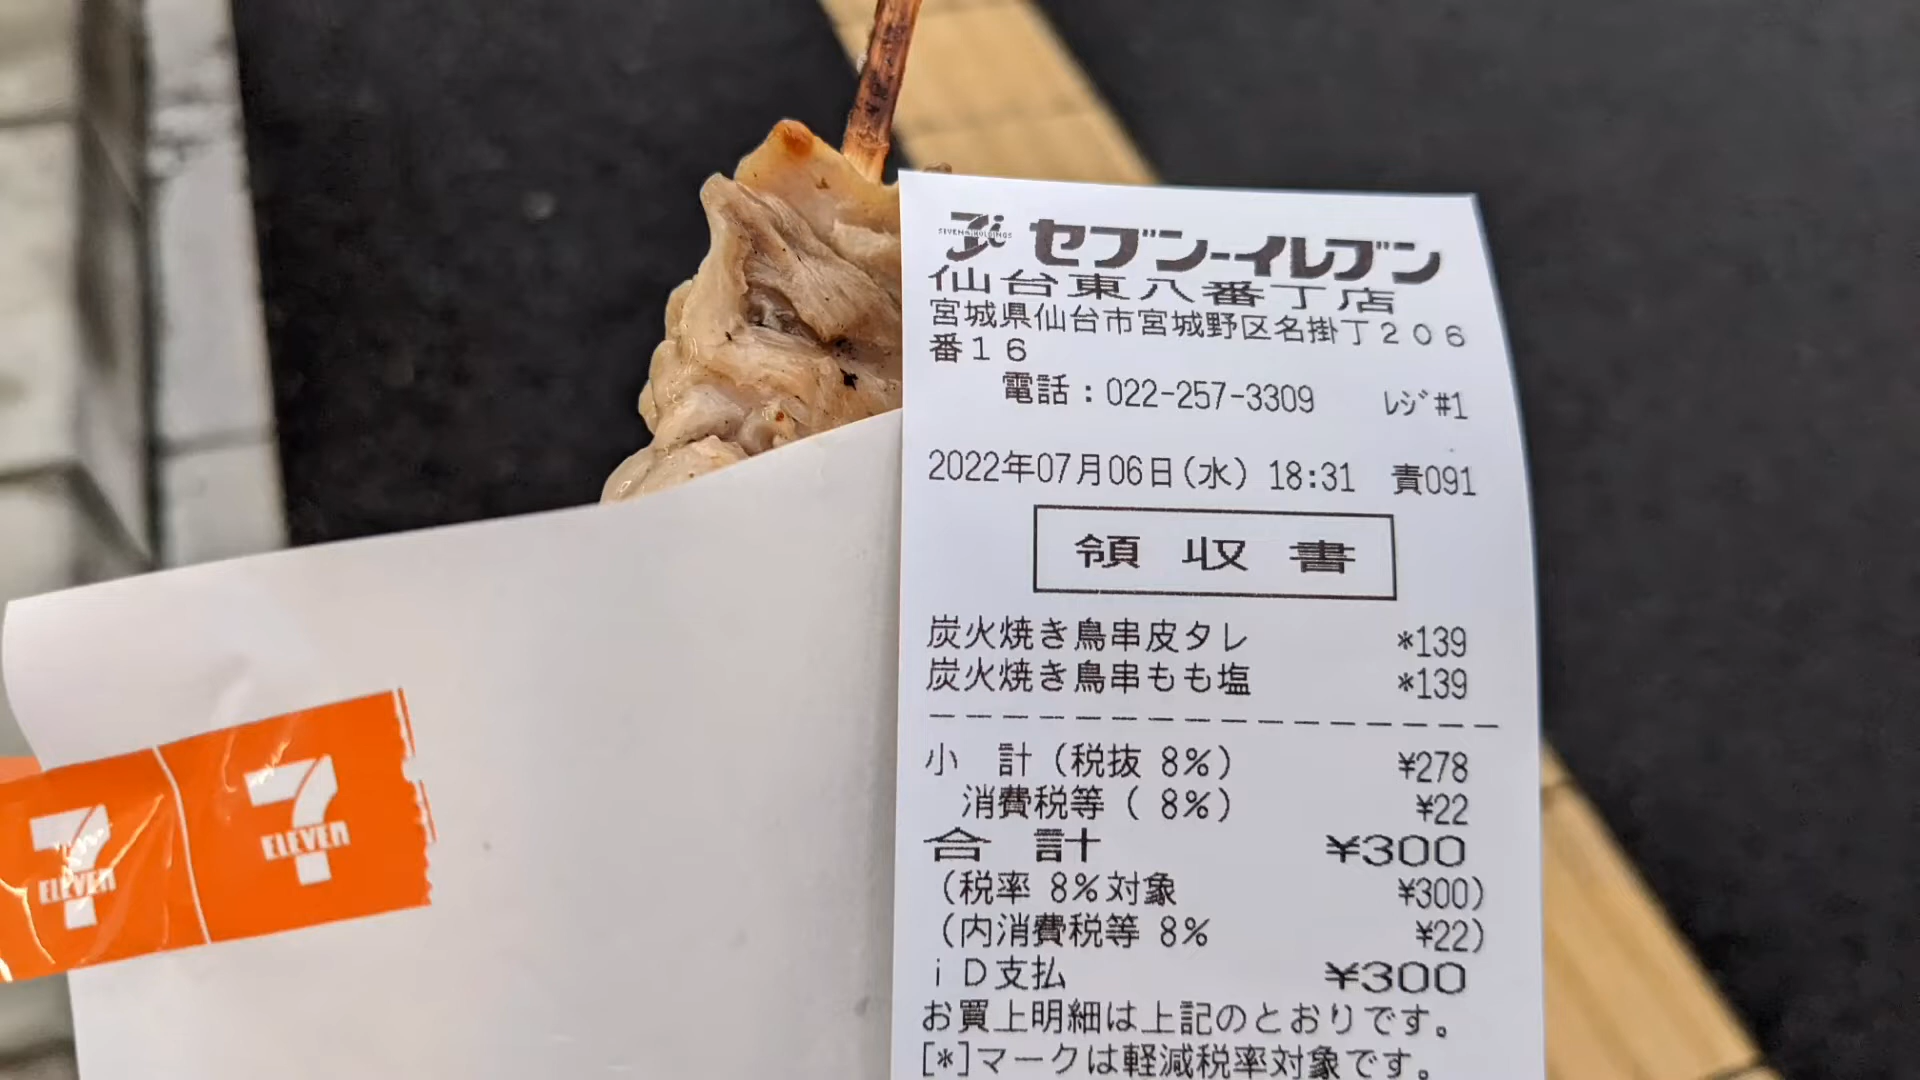 SEVEN&i HOLDINGS
セブン-イレブン
仙台東八番丁店
宮城県仙台市宮城野区名掛丁206
番16
電話：022-257-3309 ﾚｼﾞ#1
2022年07月06日(水) 18:31 責091
領収書
炭火焼き鳥串皮タレ *139
炭火焼き鳥串もも塩 *139
小 計(税抜 8%) ¥278
消費税等( 8%) ¥22
合 計 ¥300
(税率 8%対象 ¥300)
(内消費税等 8% ¥22)
iD支払 ¥300
お買上明細は上記のとおりです。
[*]マークは軽減税率対象です。
7 ELEVEn
7 ELEVEn